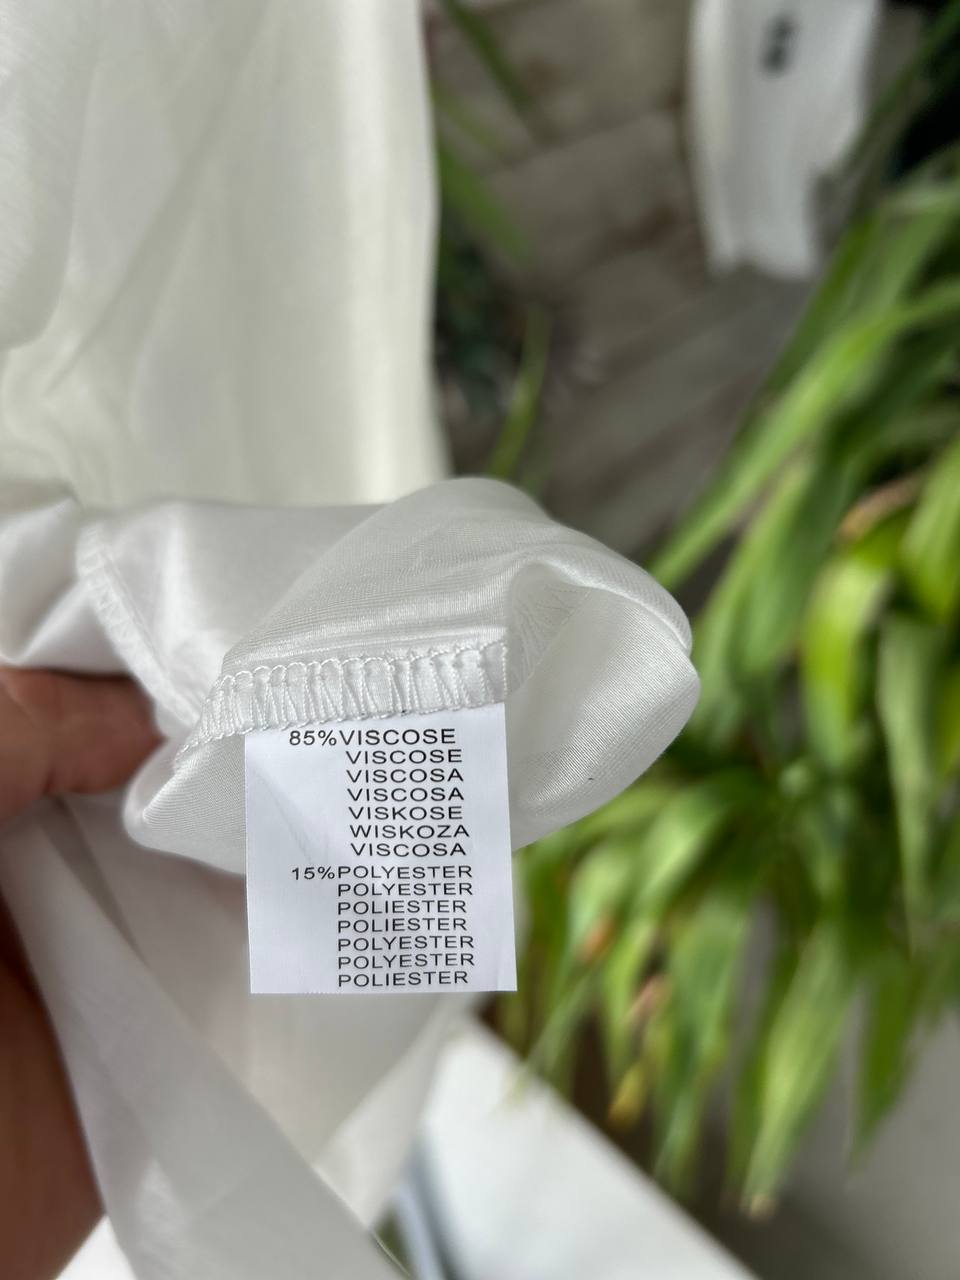 85%VISCOSE
VISCOSE
VISCOSA
VISCOSA
VISKOSE
WISKOZA
VISCOSA
15%POLYESTER
POLYESTER
POLIESTER
POLIESTER
POLYESTER
POLYESTER
POLIESTER